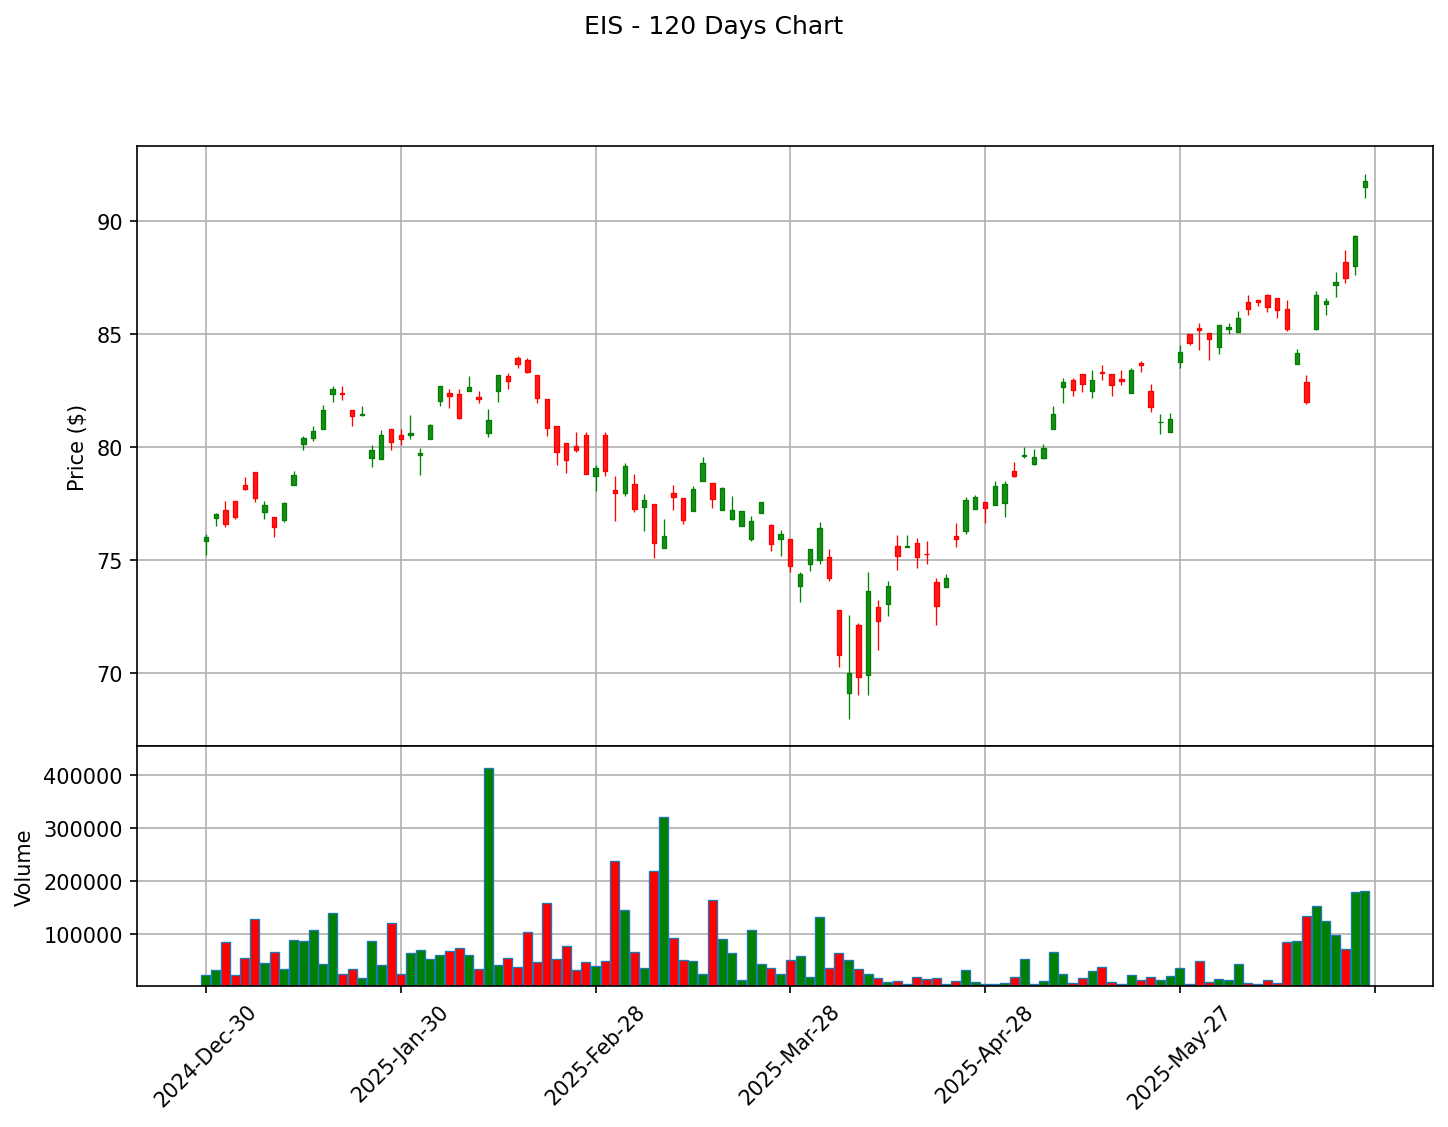 EIS - 120 Days Chart
Price ($)
90
85
80
75
70
Volume
400000
300000
200000
100000
2024-Dec-30
2025-Jan-30
2025-Feb-28
2025-Mar-28
2025-Apr-28
2025-May-27